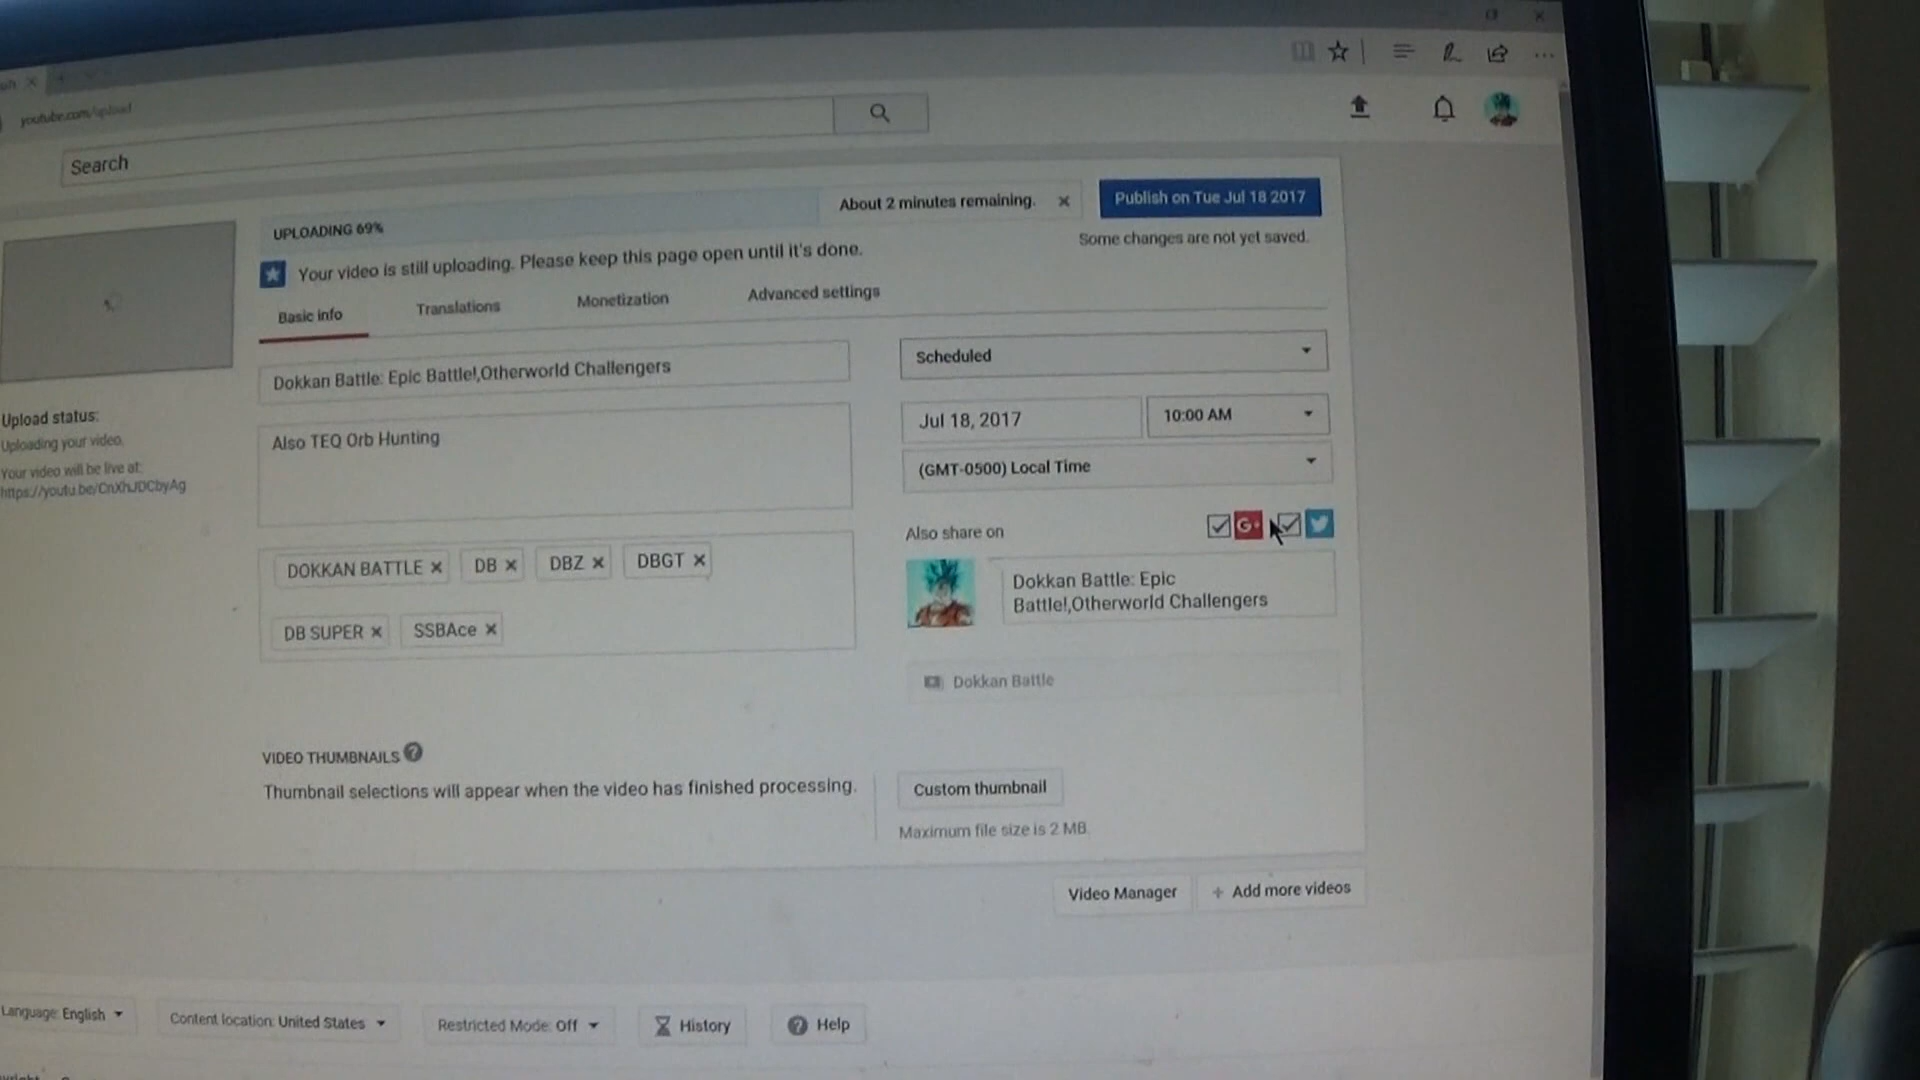 youtube.com/upload
Search
UPLOADING 69%
About 2 minutes remaining.
Publish on Tue Jul 18 2017
Your video is still uploading. Please keep this page open until it's done.
Some changes are not yet saved.
Basic info
Translations
Monetization
Advanced settings
Upload status:
Uploading your video.
Your video will be live at:
https://youtu.be/CnXhJDCbyAg
Dokkan Battle: Epic Battle!,Otherworld Challengers
Also TEQ Orb Hunting
DOKKAN BATTLE
DB
DBZ
DBGT
DB SUPER
SSBAce
Scheduled
Jul 18, 2017
10:00 AM
(GMT-0500) Local Time
Also share on
G+
Dokkan Battle: Epic
Battle!,Otherworld Challengers
Dokkan Battle
VIDEO THUMBNAILS ?
Thumbnail selections will appear when the video has finished processing.
Custom thumbnail
Maximum file size is 2 MB.
Video Manager
+ Add more videos
Language: English
Content location: United States
Restricted Mode: Off
History
? Help